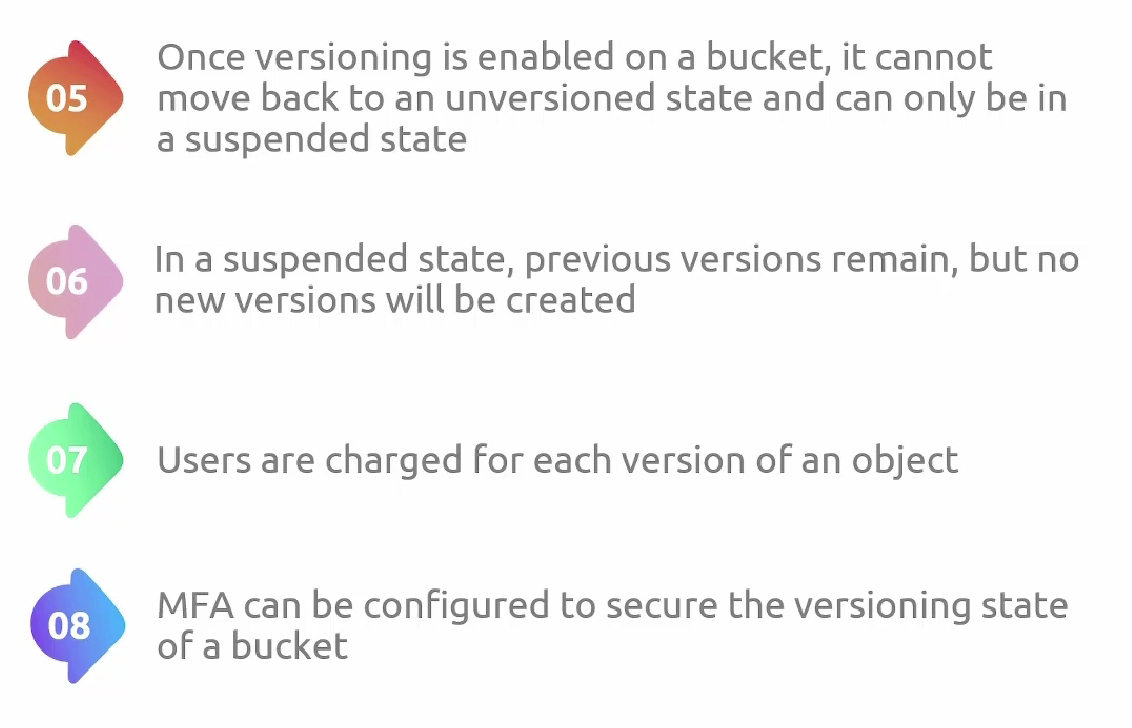 05
Once versioning is enabled on a bucket, it cannot
move back to an unversioned state and can only be in
a suspended state
06
In a suspended state, previous versions remain, but no
new versions will be created
07
Users are charged for each version of an object
08
MFA can be configured to secure the versioning state
of a bucket